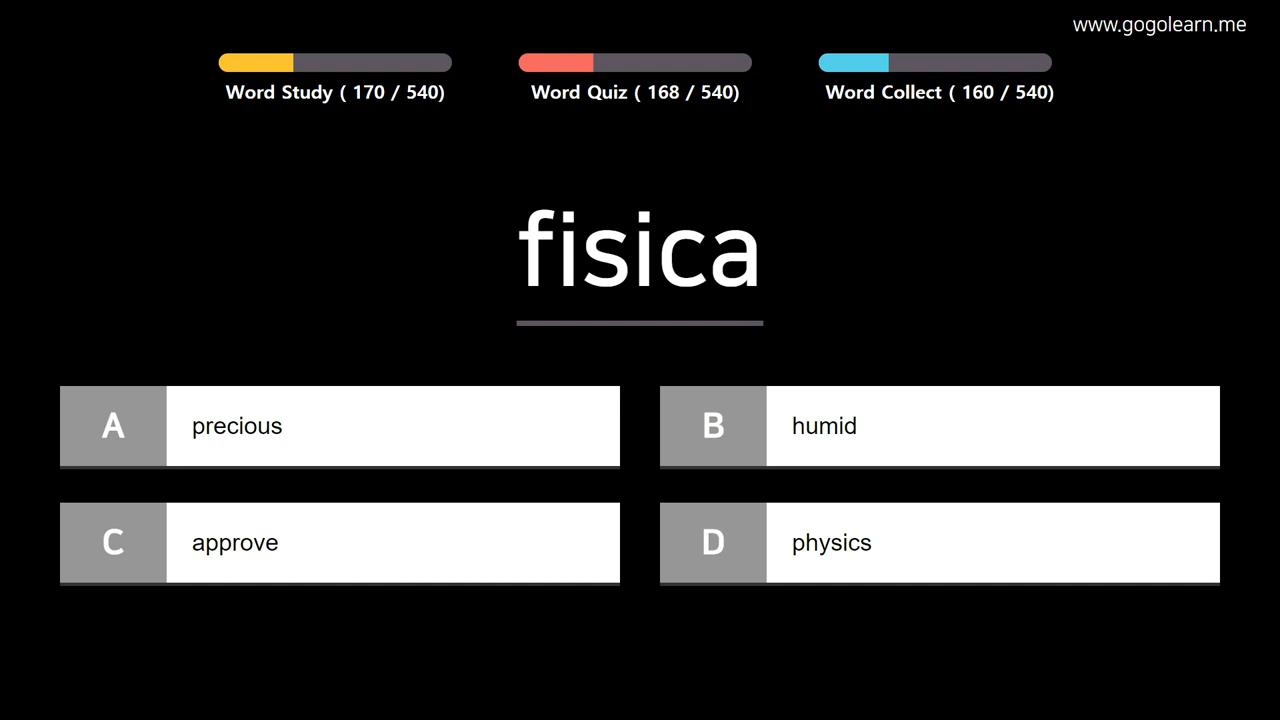 www.gogolearn.me
Word Study ( 170 / 540)
Word Quiz ( 168 / 540)
Word Collect ( 160 / 540)
fisica
A precious
B humid
C approve
D physics